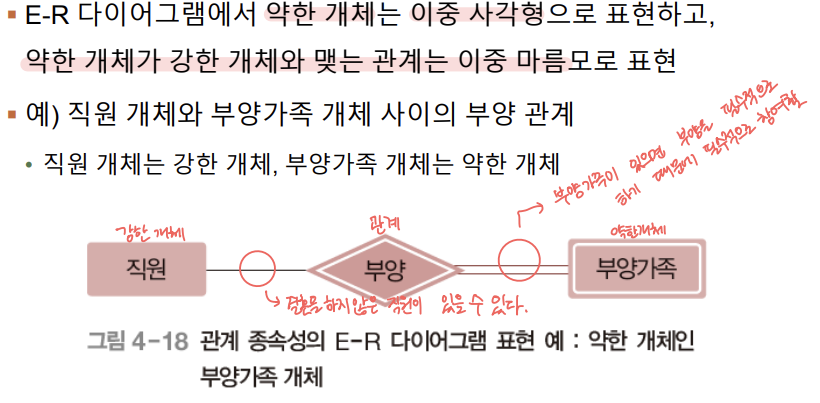 ▪ E-R 다이어그램에서 약한 개체는 이중 사각형으로 표현하고,
약한 개체가 강한 개체와 맺는 관계는 이중 마름모로 표현
▪ 예) 직원 개체와 부양가족 개체 사이의 부양 관계
• 직원 개체는 강한 개체, 부양가족 개체는 약한 개체
부양가족이 있으면 부양을 필수적으로
하기 때문에 필수적으로 참여함
강한 개체
관계
약한개체
직원
부양
부양가족
결혼을 하지않은 직원이 있을 수 있다.
그림 4-18 관계 종속성의 E-R 다이어그램 표현 예 : 약한 개체인
부양가족 개체